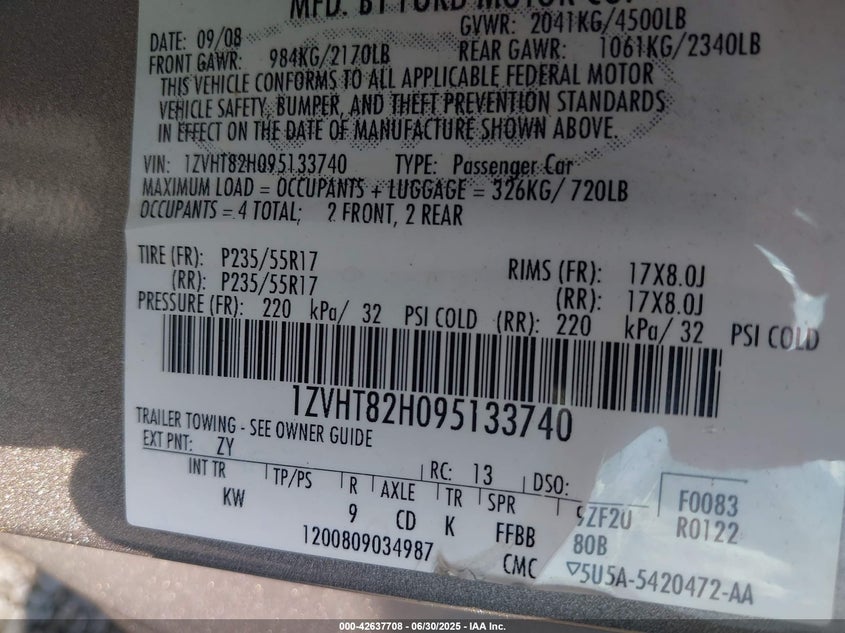 MFD. BY FORD MOTOR CO.
DATE: 09/08 GVWR: 2041KG/4500LB
FRONT GAWR: 984KG/2170LB REAR GAWR: 1061KG/2340LB
THIS VEHICLE CONFORMS TO ALL APPLICABLE FEDERAL MOTOR
VEHICLE SAFETY, BUMPER, AND THEFT PREVENTION STANDARDS
IN EFFECT ON THE DATE OF MANUFACTURE SHOWN ABOVE.
VIN: 1ZVHT82H095133740 TYPE: Passenger Car
MAXIMUM LOAD = OCCUPANTS + LUGGAGE = 326KG/ 720LB
OCCUPANTS = 4 TOTAL; 2 FRONT, 2 REAR
TIRE (FR): P235/55R17 RIMS (FR): 17X8.0J
(RR): P235/55R17 (RR): 17X8.0J
PRESSURE (FR): 220 kPa/ 32 PSI COLD (RR): 220 kPa/ 32 PSI COLD
1ZVHT82H095133740
TRAILER TOWING - SEE OWNER GUIDE
EXT PNT: ZY RC: 13 DSO:
INT TR TP/PS R AXLE TR SPR 9ZF2U F0083
KW 9 CD K FFBB 80B R0122
1200809034987 CMC ▽5U5A-5420472-AA
000-42637708 - 06/30/2025 - IAA Inc.